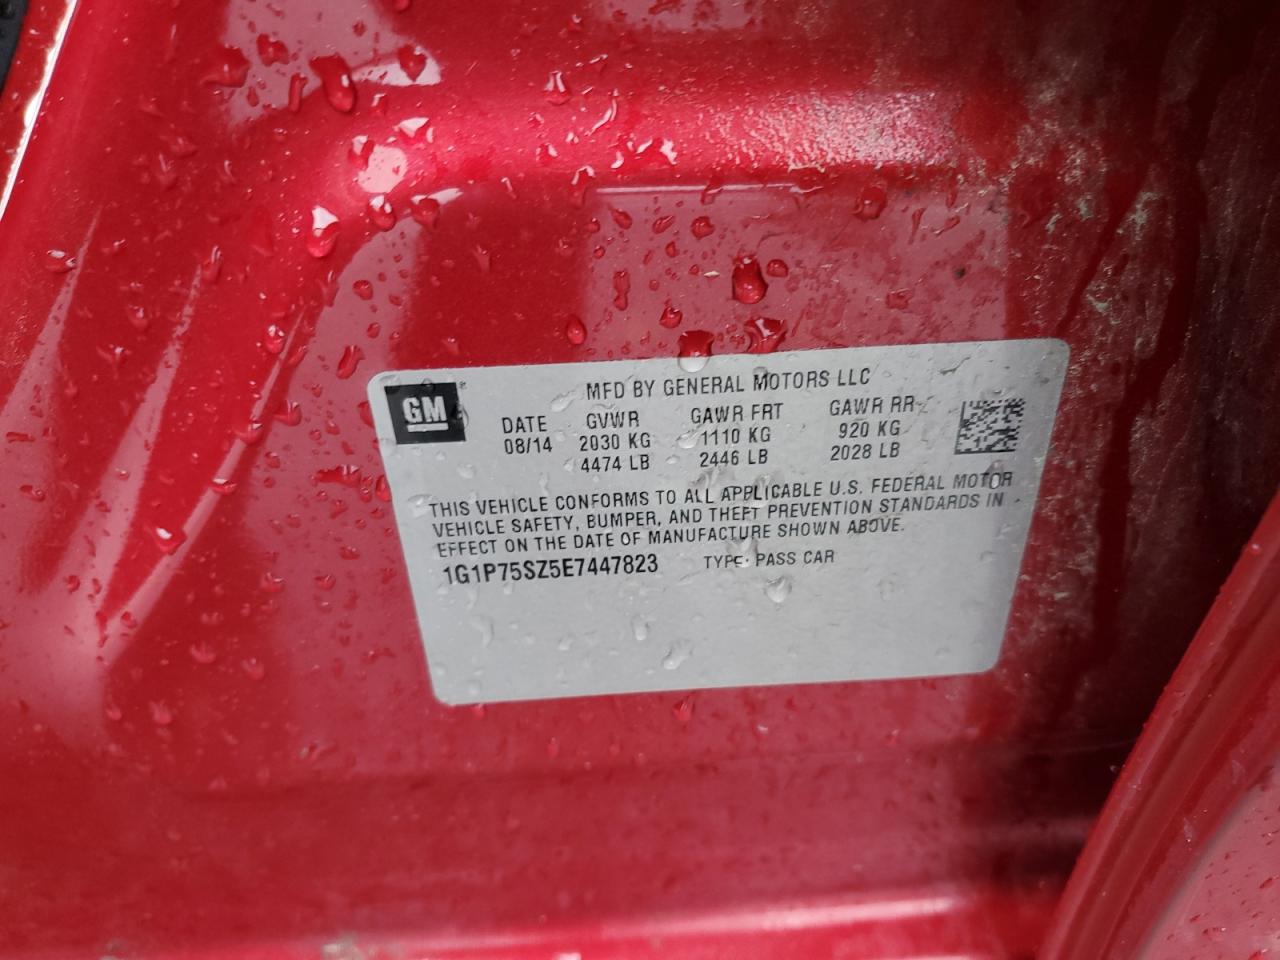 GM
MFD BY GENERAL MOTORS LLC
DATE GVWR GAWR FRT GAWR RR
08/14 2030 KG 1110 KG 920 KG
4474 LB 2446 LB 2028 LB
THIS VEHICLE CONFORMS TO ALL APPLICABLE U.S. FEDERAL MOTOR
VEHICLE SAFETY, BUMPER, AND THEFT PREVENTION STANDARDS IN
EFFECT ON THE DATE OF MANUFACTURE SHOWN ABOVE.
1G1P75SZ5E7447823 TYPE: PASS CAR